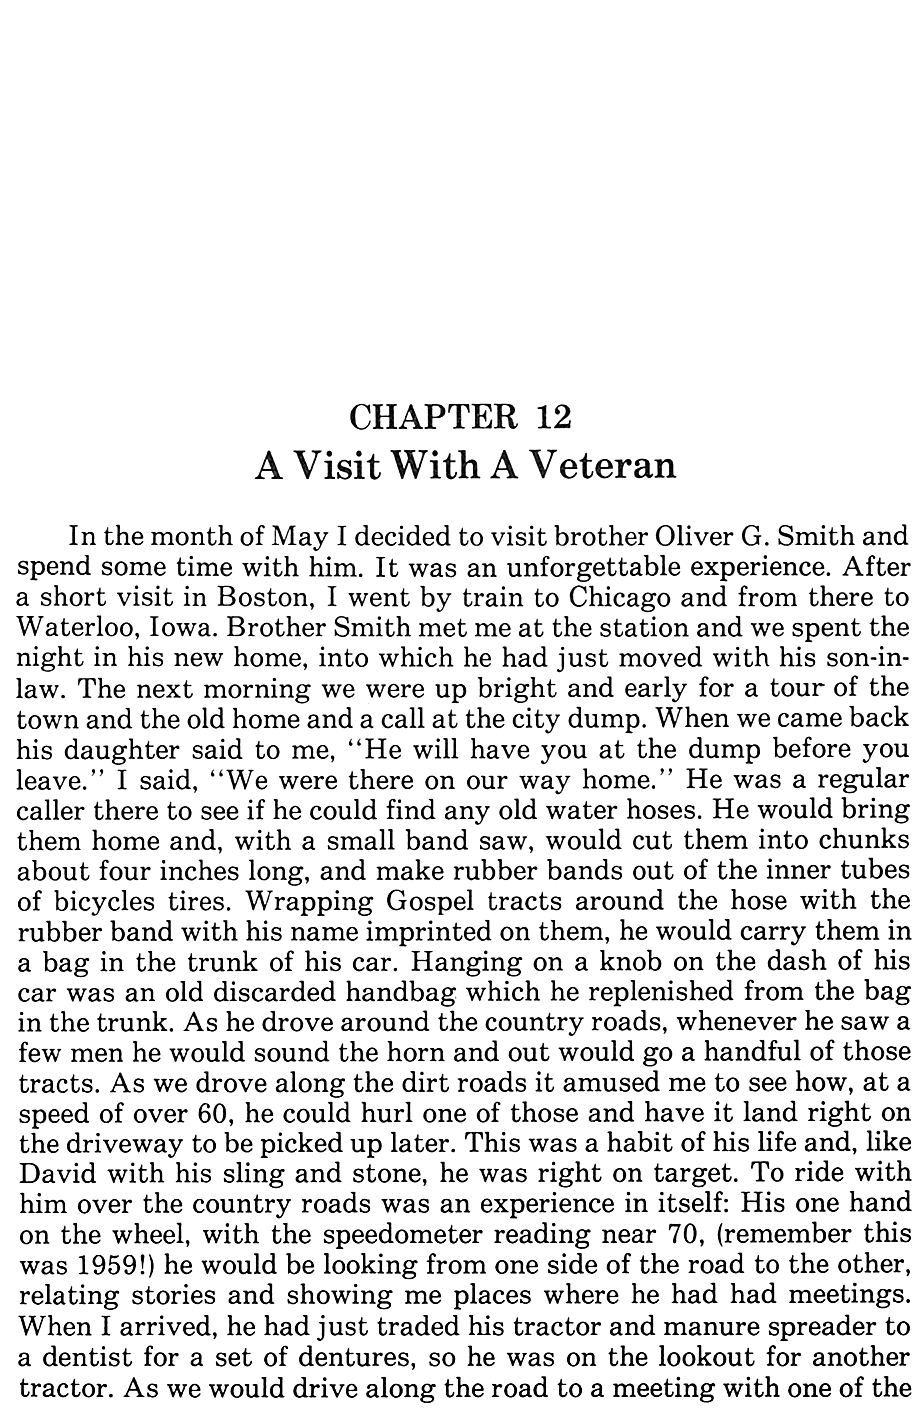 CHAPTER 12
A Visit With A Veteran
In the month of May I decided to visit brother Oliver G. Smith and
spend some time with him. It was an unforgettable experience. After
a short visit in Boston, I went by train to Chicago and from there to
Waterloo, Iowa. Brother Smith met me at the station and we spent the
night in his new home, into which he had just moved with his son-in-
law. The next morning we were up bright and early for a tour of the
town and the old home and a call at the city dump. When we came back
his daughter said to me, “He will have you at the dump before you
leave.” I said, “We were there on our way home.” He was a regular
caller there to see if he could find any old water hoses. He would bring
them home and, with a small band saw, would cut them into chunks
about four inches long, and make rubber bands out of the inner tubes
of bicycles tires. Wrapping Gospel tracts around the hose with the
rubber band with his name imprinted on them, he would carry them in
a bag in the trunk of his car. Hanging on a knob on the dash of his
car was an old discarded handbag which he replenished from the bag
in the trunk. As he drove around the country roads, whenever he saw a
few men he would sound the horn and out would go a handful of those
tracts. As we drove along the dirt roads it amused me to see how, at a
speed of over 60, he could hurl one of those and have it land right on
the driveway to be picked up later. This was a habit of his life and, like
David with his sling and stone, he was right on target. To ride with
him over the country roads was an experience in itself: His one hand
on the wheel, with the speedometer reading near 70, (remember this
was 1959!) he would be looking from one side of the road to the other,
relating stories and showing me places where he had had meetings.
When I arrived, he had just traded his tractor and manure spreader to
a dentist for a set of dentures, so he was on the lookout for another
tractor. As we would drive along the road to a meeting with one of the